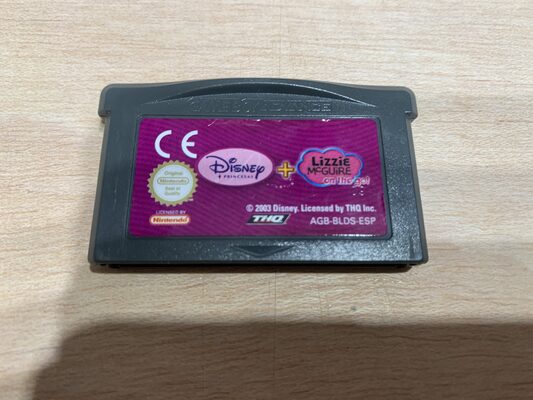 GAME BOY ADVANCE
CE
Original
Nintendo
Seal of
Quality
LICENSED BY
Nintendo
Disney
PRINCESAS
+
Lizzie
McGUIRE
on the go!
© 2003 Disney. Licensed by THQ Inc.
THQ
AGB-BLDS-ESP